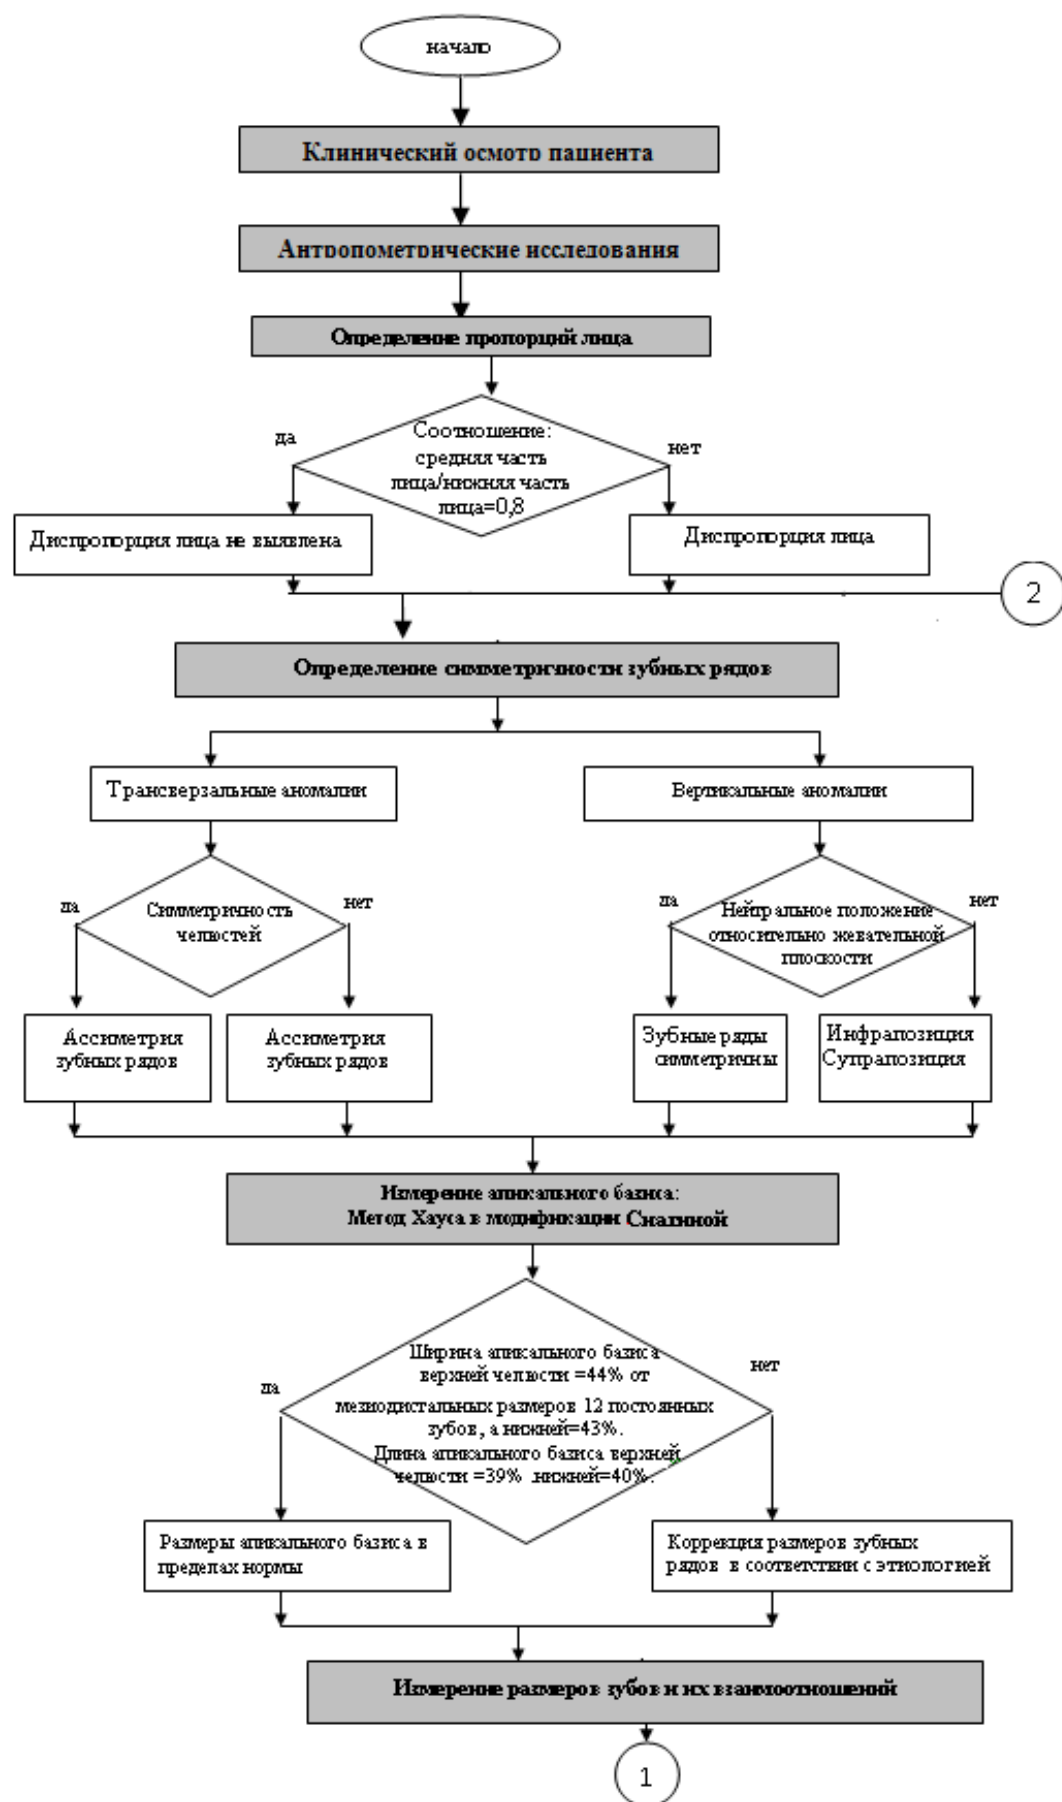 начало
Клинический осмотр пациента
Антропометрические исследования
Определение пропорций лица
Соотношение:
средняя часть
лица/нижняя часть
лица=0,8
да
нет
Диспропорция лица не выявлена
Диспропорция лица
2
Определение симметричности зубных рядов
Трансверзальные аномалии
Вертикальные аномалии
да
Симметричность
челюстей
нет
да
Нейтральное положение
относительно жевательной
плоскости
нет
Ассиметрия
зубных рядов
Ассиметрия
зубных рядов
Зубные ряды
симметричны
Инфрапозиция
Супрапозиция
Измерение апикального базиса:
Метод Хауса в модификации Снагиной
Ширина апикального базиса
верхней челюсти =44% от
мезиодистальных размеров 12 постоянных
зубов, а нижней=43%.
Длина апикального базиса верхней
челюсти =39% .нижней=40%.
да
нет
Размеры апикального базиса в
пределах нормы
Коррекция размеров зубных
рядов в соответствии с этиологией
Измерение размеров зубов и их взаимоотношений
1